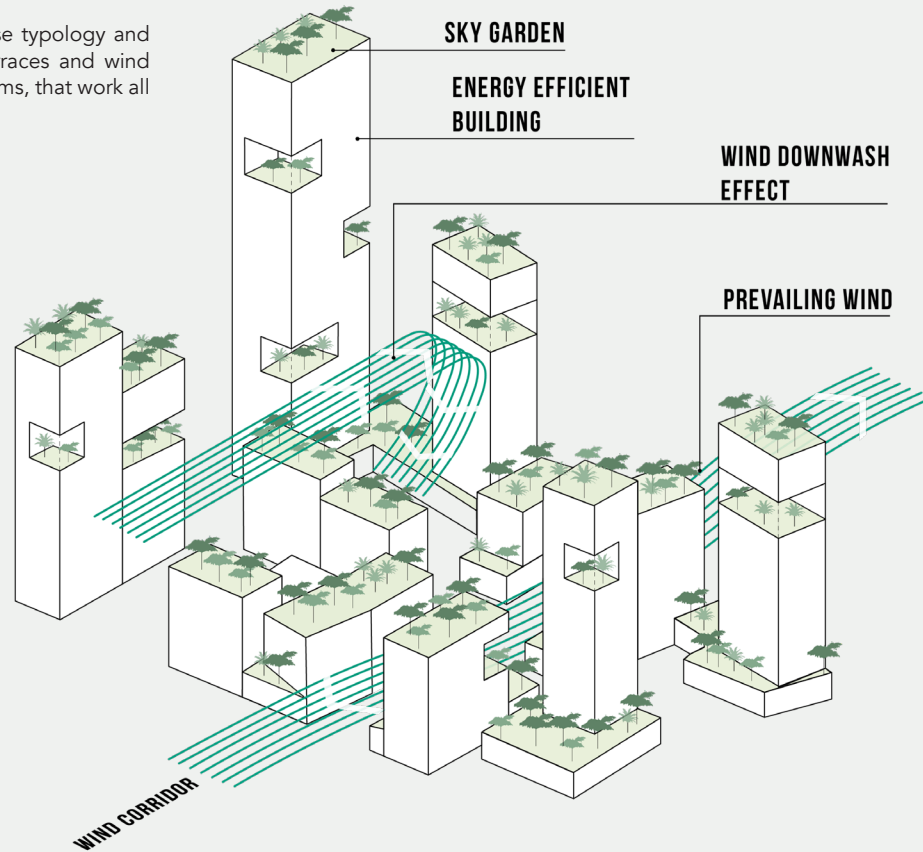 se typology and
races and wind
ms, that work all
SKY GARDEN
ENERGY EFFICIENT
BUILDING
WIND DOWNWASH
EFFECT
PREVAILING WIND
WIND CORRIDOR